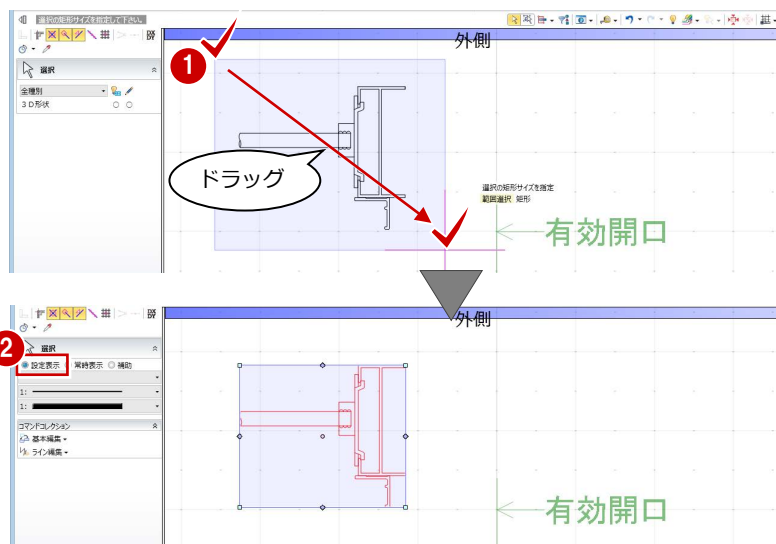 選択の矩形サイズを指定して下さい。
外側
1
選択
全種別
3D形状
ドラッグ
選択の矩形サイズを指定
範囲選択 矩形
有効開口
外側
2
選択
設定表示 常時表示 補助
1:
1:
コマンドコレクション
基本編集
ライン編集
有効開口